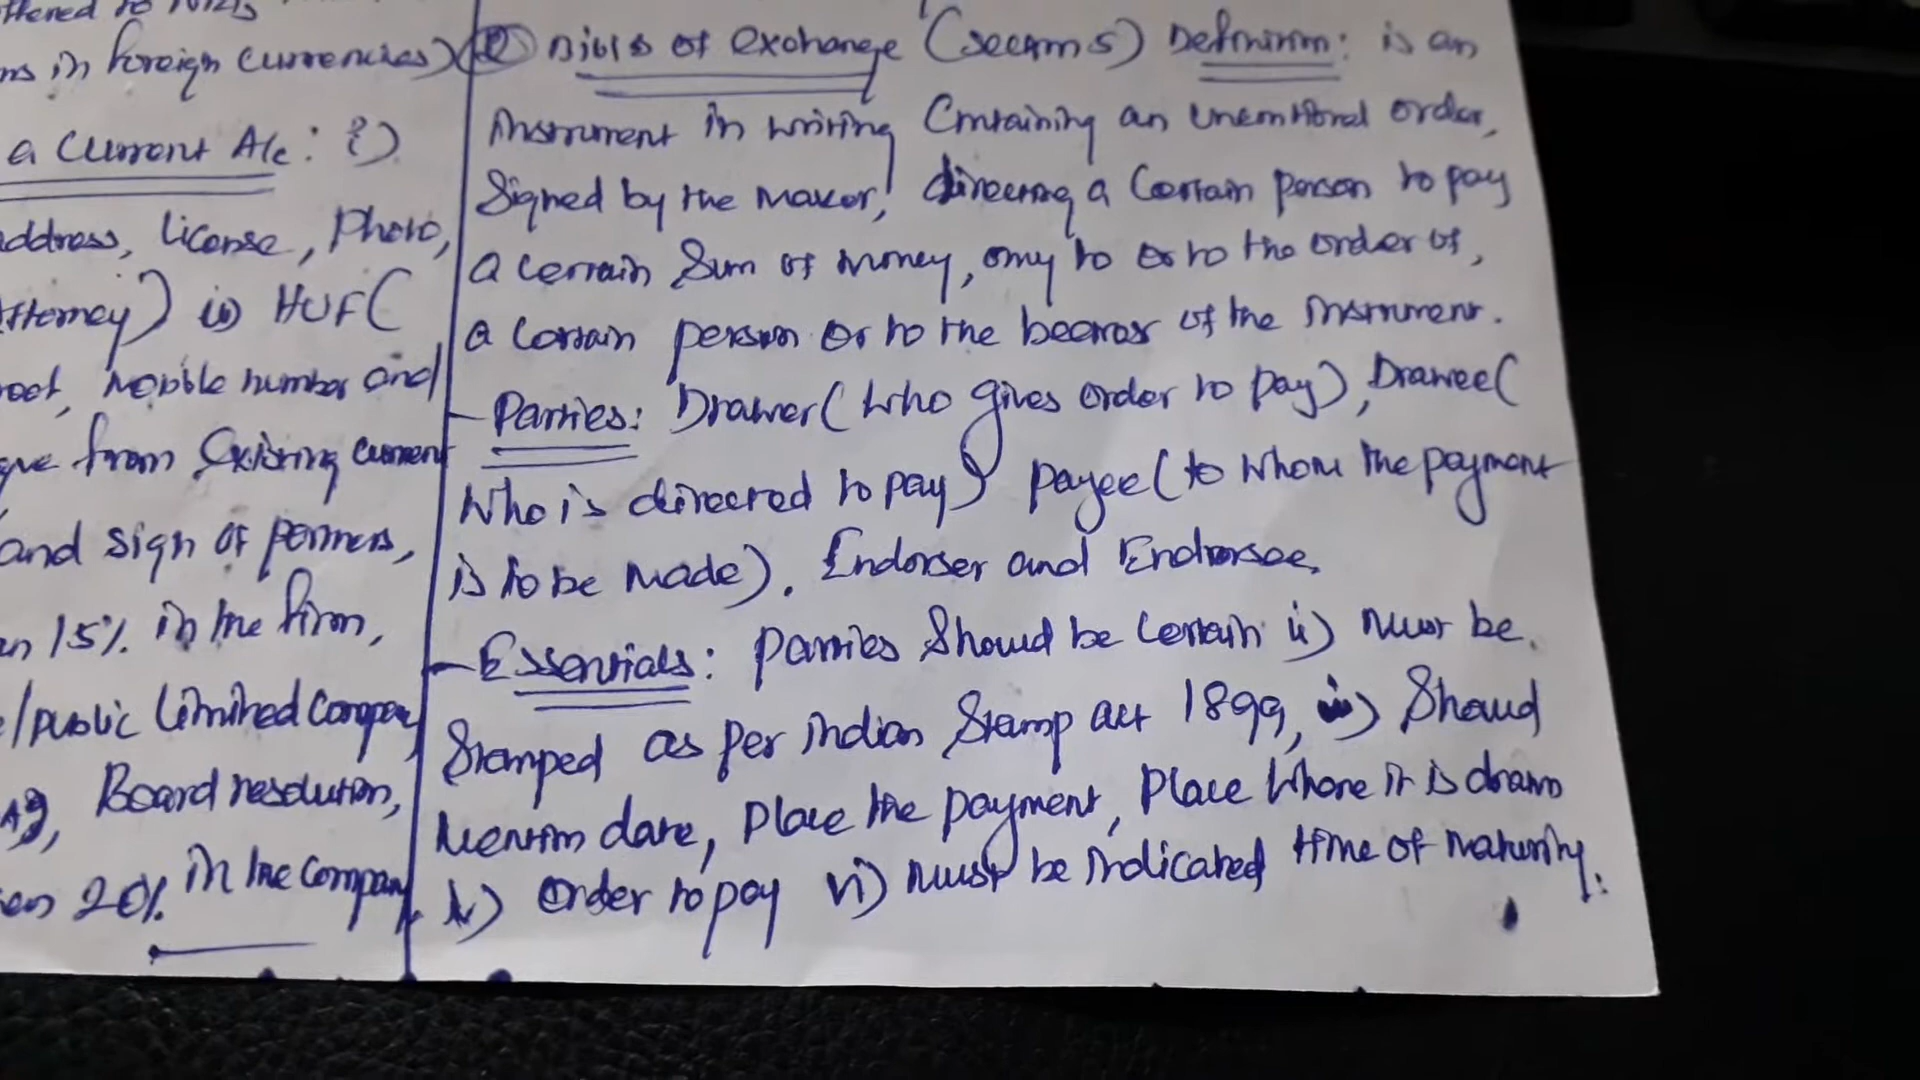 ns in foreign currencies)
a Current A/c: i)
address, license, Photo,
Attorney) ii) HUF(
roof, Mobile number and
que from Existing current
and sign of partners,
an 15% in the firm,
e/public Limited company
Board resolution,
an 20% in the company.
② Bills of exchange (Sec 5) Definition: is an
Instrument in writing Containing an unconditional order,
Signed by the maker, directing a Certain person to pay
a certain Sum of money, only to or to the order of,
a Certain person or to the bearer of the Instrument.
- Parties: Drawer (who gives order to pay), Drawee(
Who is directed to pay) payee (to whom the payment
is to be made). Endorser and Endorsee.
- Essentials: Parties Should be certain ii) Must be.
Stamped as per indian Stamp act 1899, iii) Should
Mention date, place the payment, Place Where it is drawn
v) Order to pay vi) Must be indicated time of maturity.